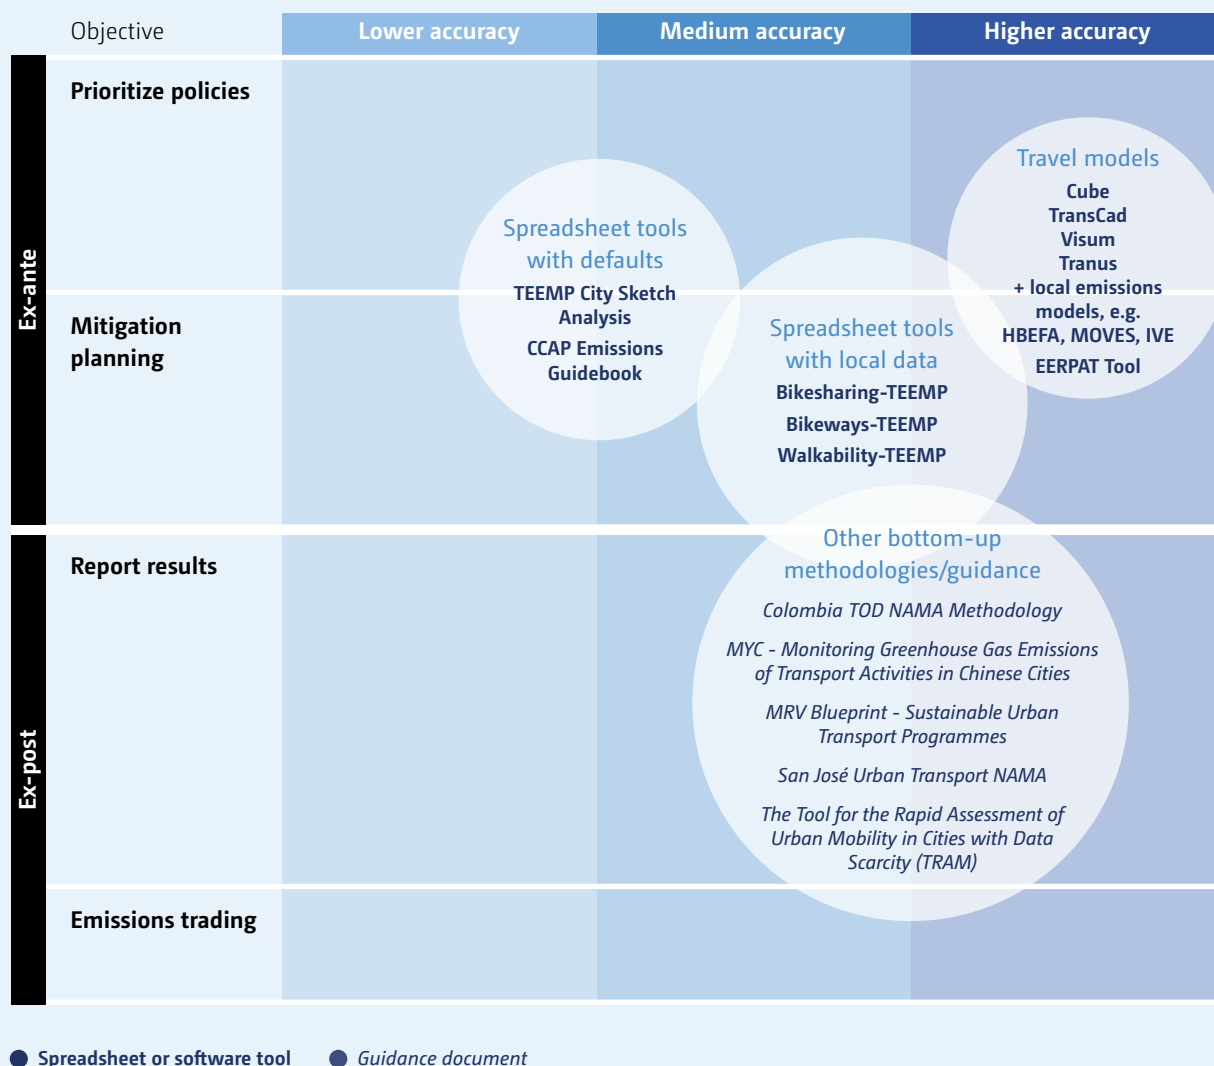 Objective
Lower accuracy
Medium accuracy
Higher accuracy
Ex-ante
Prioritize policies
Mitigation
planning
Spreadsheet tools
with defaults
TEEMP City Sketch
Analysis
CCAP Emissions
Guidebook
Spreadsheet tools
with local data
Bikesharing-TEEMP
Bikeways-TEEMP
Walkability-TEEMP
Travel models
Cube
TransCad
Visum
Tranus
+ local emissions
models, e.g.
HBEFA, MOVES, IVE
EERPAT Tool
Ex-post
Report results
Emissions trading
Other bottom-up
methodologies/guidance
Colombia TOD NAMA Methodology
MYC - Monitoring Greenhouse Gas Emissions
of Transport Activities in Chinese Cities
MRV Blueprint - Sustainable Urban
Transport Programmes
San José Urban Transport NAMA
The Tool for the Rapid Assessment of
Urban Mobility in Cities with Data
Scarcity (TRAM)
Spreadsheet or software tool
Guidance document